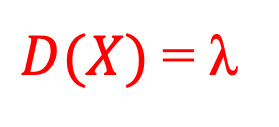 D(X) = λ